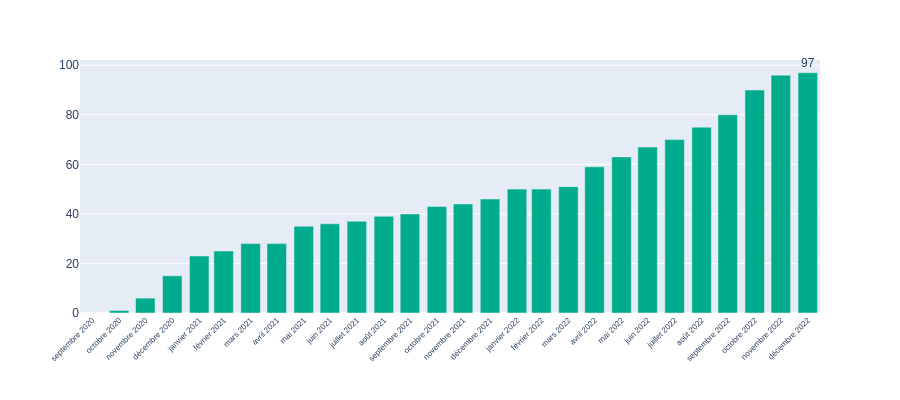 97
100
80
60
40
20
0
septembre 2020
octobre 2020
novembre 2020
décembre 2020
janvier 2021
février 2021
mars 2021
avril 2021
mai 2021
juin 2021
juillet 2021
août 2021
septembre 2021
octobre 2021
novembre 2021
décembre 2021
janvier 2022
février 2022
mars 2022
avril 2022
mai 2022
juin 2022
juillet 2022
août 2022
septembre 2022
octobre 2022
novembre 2022
décembre 2022